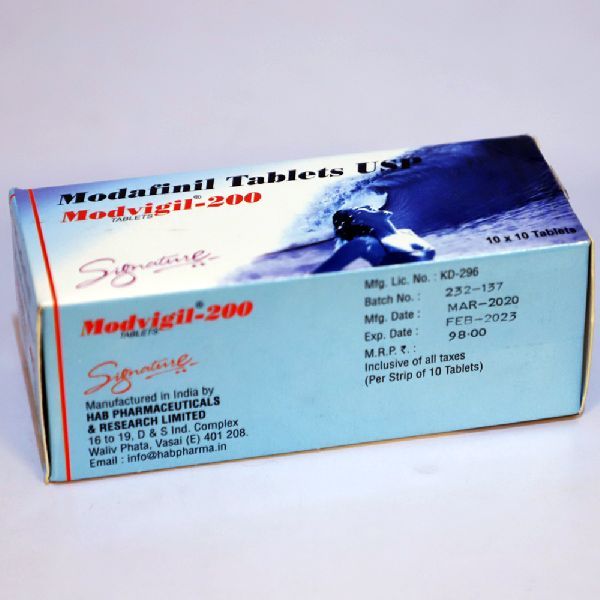 Modafinil Tablets USP
Modvigil®-200
TABLETS
Signature
10 x 10 Tablets
Modvigil®-200
TABLETS
Signature
Manufactured in India by
HAB PHARMACEUTICALS
& RESEARCH LIMITED
16 to 19, D & S Ind. Complex
Waliv Phata, Vasai (E) 401 208.
Email : info@habpharma.in
Mfg. Lic. No. : KD-296
Batch No. : 232-137
Mfg. Date : MAR-2020
Exp. Date : FEB-2023
M.R.P. ₹. : 98.00
Inclusive of all taxes
(Per Strip of 10 Tablets)